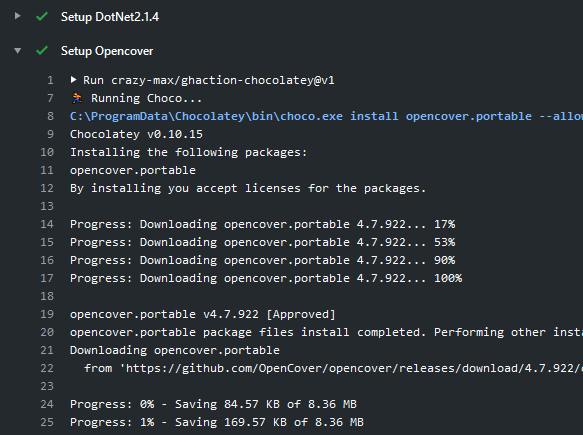 Setup DotNet2.1.4
Setup Opencover
1 Run crazy-max/ghaction-chocolatey@v1
7 🏃 Running Choco...
8 C:\ProgramData\Chocolatey\bin\choco.exe install opencover.portable --allo
9 Chocolatey v0.10.15
10 Installing the following packages:
11 opencover.portable
12 By installing you accept licenses for the packages.
13
14 Progress: Downloading opencover.portable 4.7.922... 17%
15 Progress: Downloading opencover.portable 4.7.922... 53%
16 Progress: Downloading opencover.portable 4.7.922... 90%
17 Progress: Downloading opencover.portable 4.7.922... 100%
18
19 opencover.portable v4.7.922 [Approved]
20 opencover.portable package files install completed. Performing other inst
21 Downloading opencover.portable
22 from 'https://github.com/OpenCover/opencover/releases/download/4.7.922/
23
24 Progress: 0% - Saving 84.57 KB of 8.36 MB
25 Progress: 1% - Saving 169.57 KB of 8.36 MB